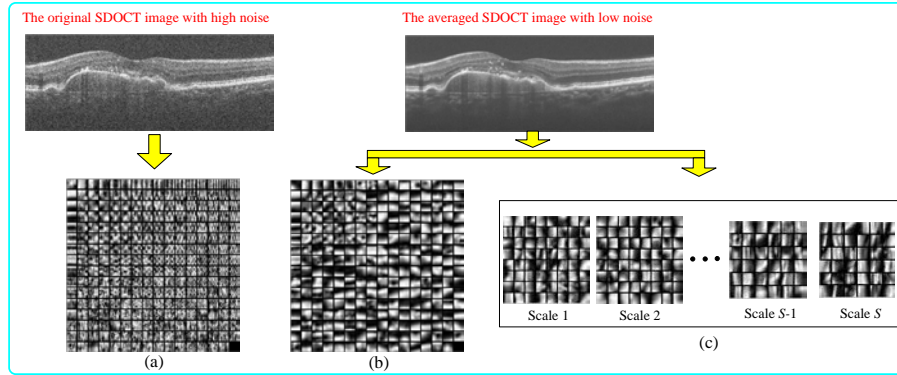 The original SDOCT image with high noise
The averaged SDOCT image with low noise
Scale 1
Scale 2
Scale S-1
Scale S
(a)
(b)
(c)